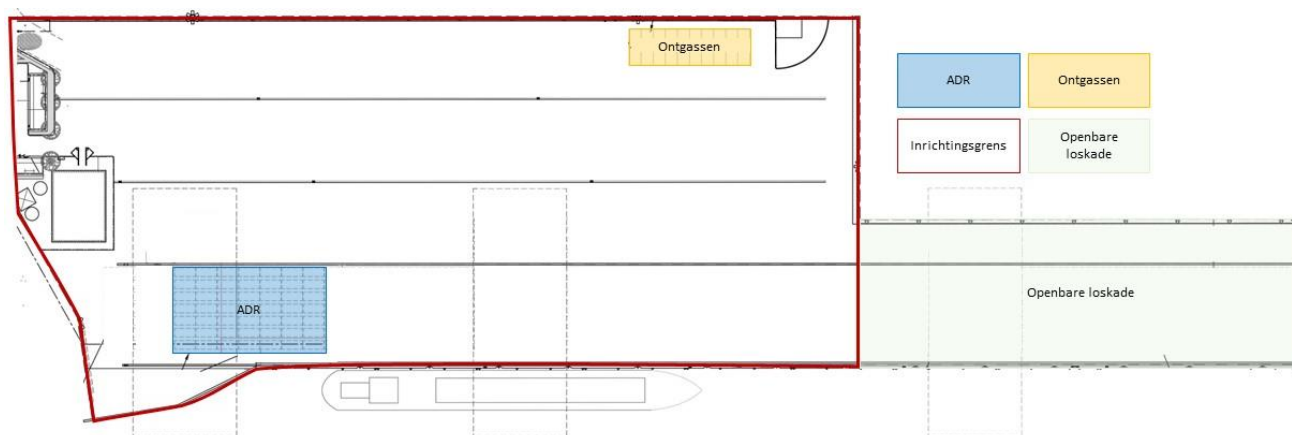 Ontgassen
ADR
Ontgassen
Inrichtingsgrens
Openbare
loskade
ADR
Openbare loskade